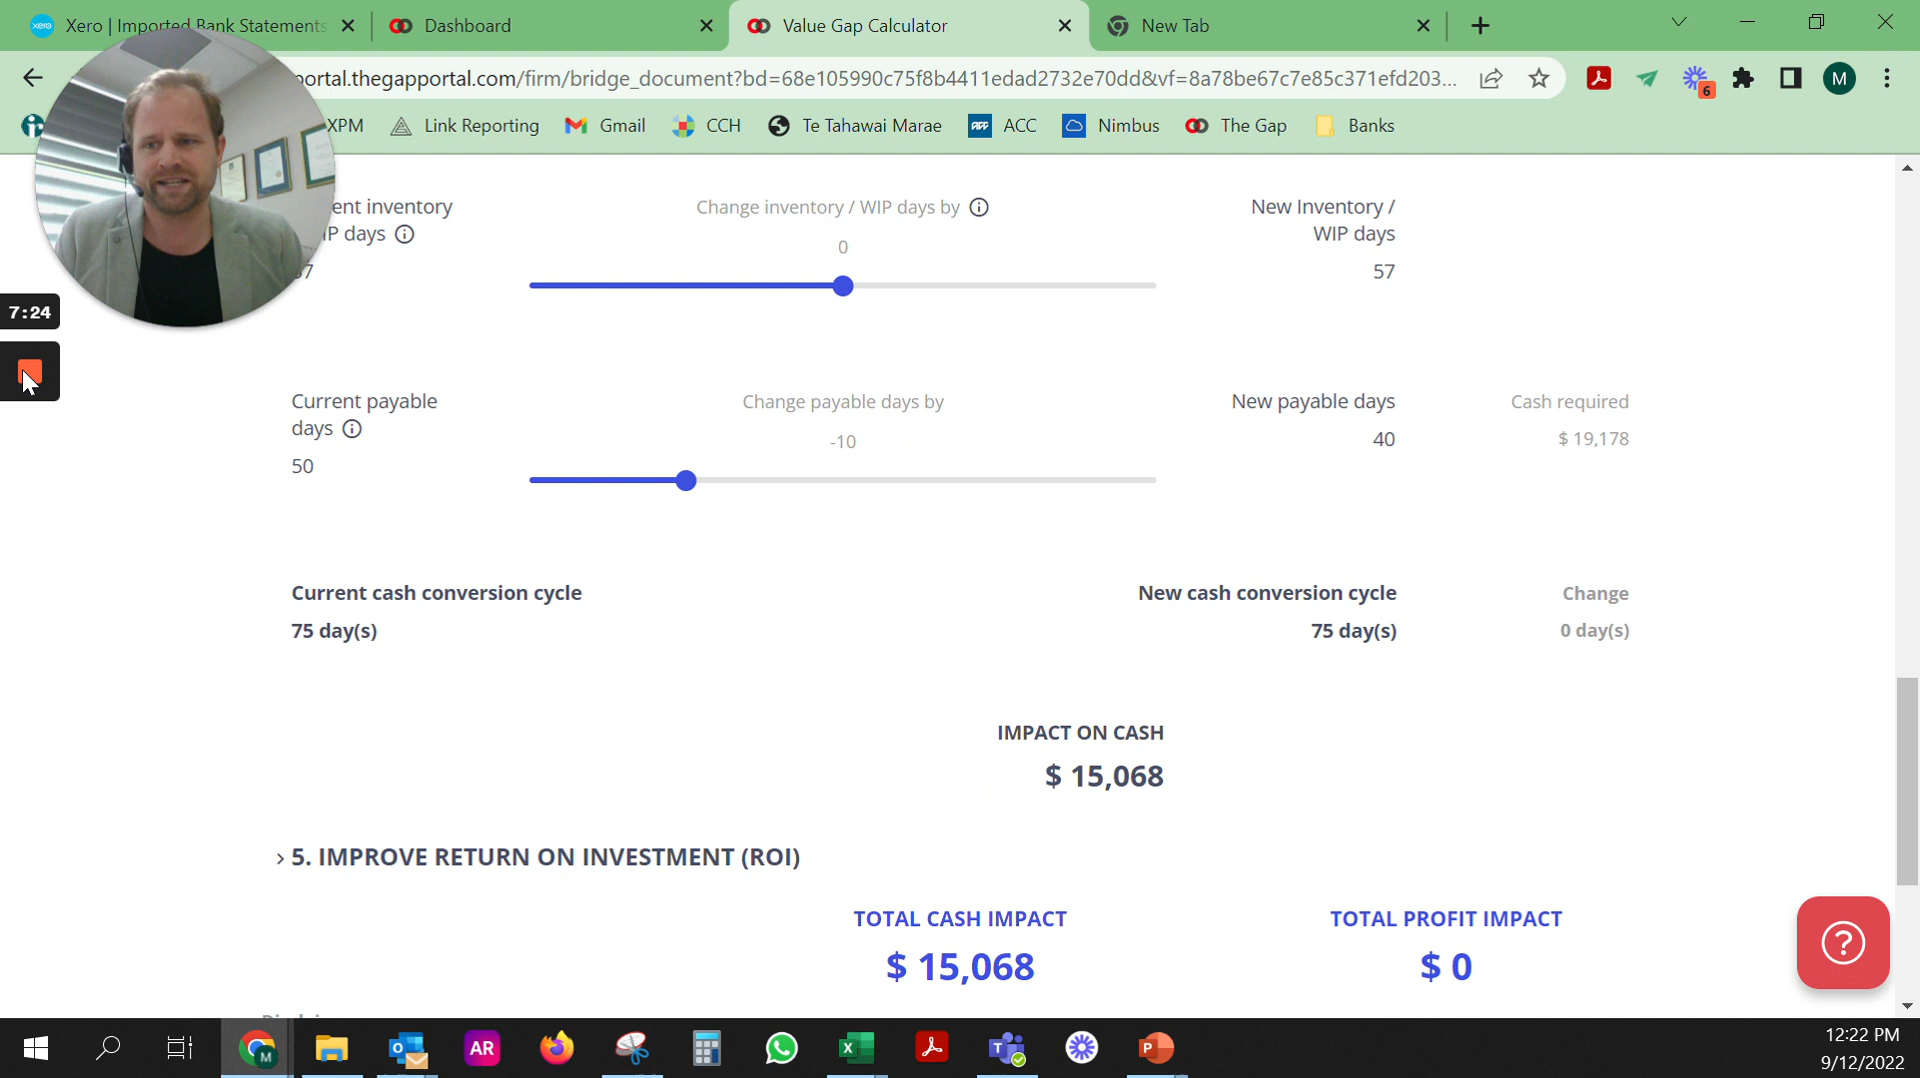 Xero | Imported Bank Statements
Dashboard
Value Gap Calculator
New Tab
portal.thegapportal.com/firm/bridge_document?bd=68e105990c75f8b4411edad2732e70dd&vf=8a78be67c7e85c371efd203...
6
M
XPM
Link Reporting
Gmail
CCH
Te Tahawai Marae
ACC
Nimbus
The Gap
Banks
ent inventory
IP days
7
Change inventory / WIP days by
0
New Inventory /
WIP days
57
7:24
Current payable
days
50
Change payable days by
-10
New payable days
40
Cash required
$ 19,178
Current cash conversion cycle
75 day(s)
New cash conversion cycle
75 day(s)
Change
0 day(s)
IMPACT ON CASH
$ 15,068
5. IMPROVE RETURN ON INVESTMENT (ROI)
TOTAL CASH IMPACT
$ 15,068
TOTAL PROFIT IMPACT
$ 0
12:22 PM
9/12/2022